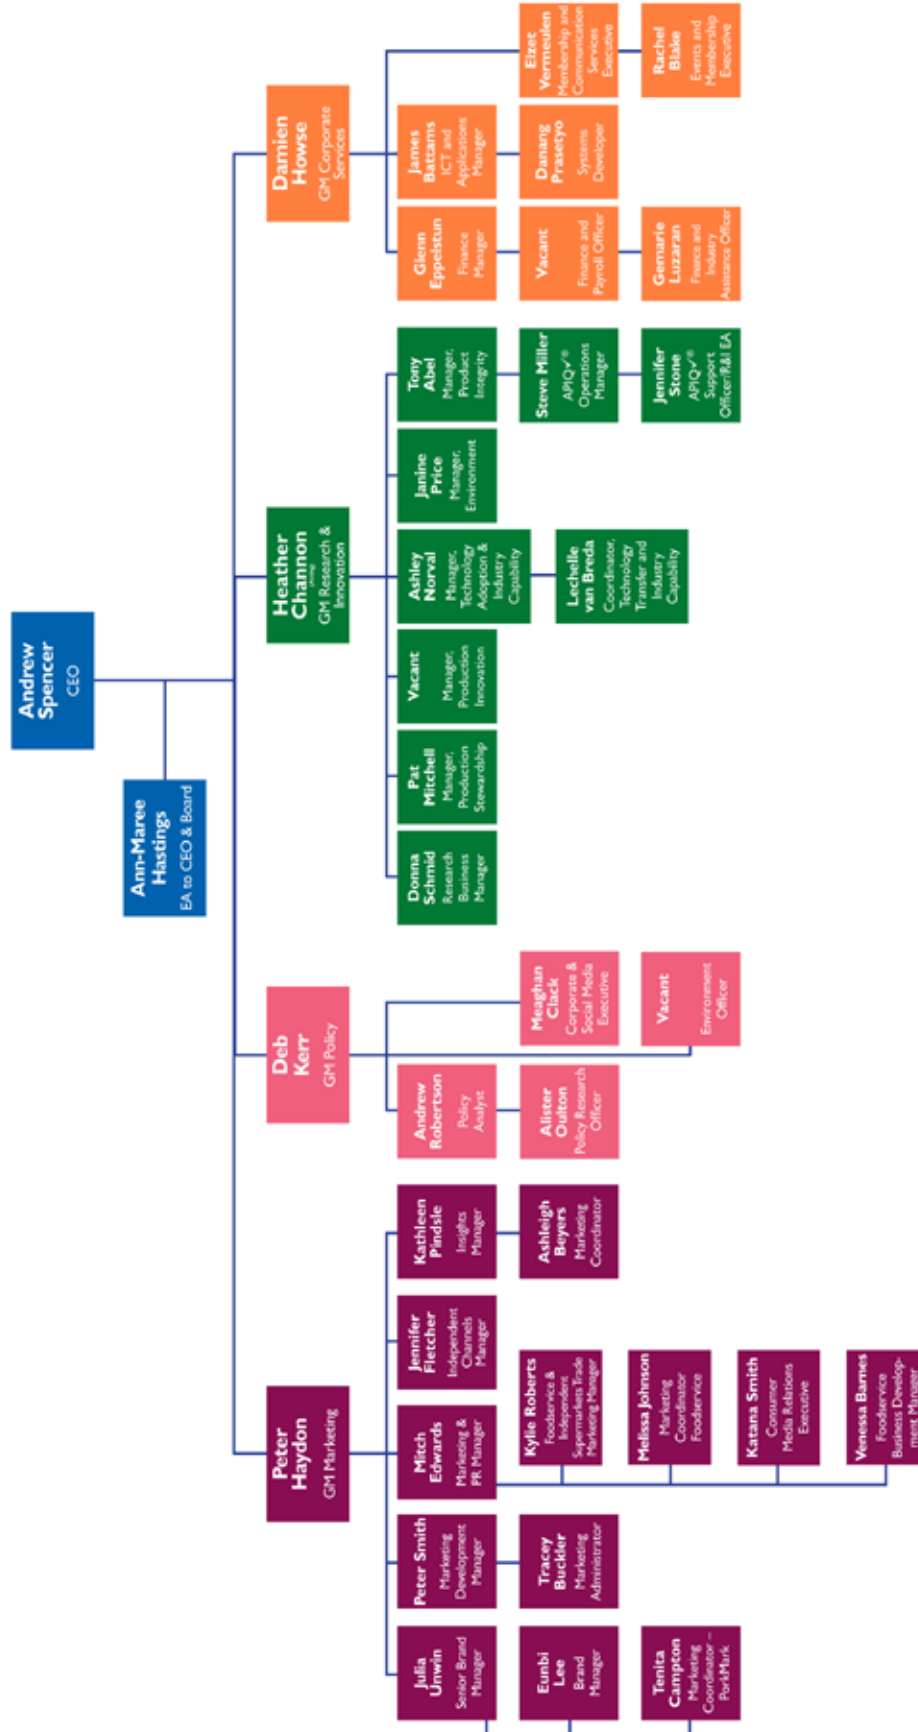 Andrew
Spencer
CEO
Ann-Maree
Hastings
EA to CEO & Board
Peter
Haydon
GM Marketing
Deb
Kerr
GM Policy
Heather
Channon
(Acting)
GM Research &
Innovation
Damien
Howse
GM Corporate
Services
Julia
Unwin
Senior Brand
Manager
Peter Smith
Marketing
Development
Manager
Mitch
Edwards
Marketing &
PR Manager
Jennifer
Fletcher
Independent
Channels
Manager
Kathleen
Pindsle
Insights
Manager
Andrew
Robertson
Policy
Analyst
Donna
Schmid
Research
Business
Manager
Pat
Mitchell
Manager,
Production
Stewardship
Vacant
Manager,
Production
Innovation
Ashley
Norval
Manager,
Technology
Adoption &
Industry
Capability
Janine
Price
Manager,
Environment
Tony
Abel
Manager,
Product
Integrity
Glenn
Eppelstun
Finance
Manager
James
Battams
ICT and
Applications
Manager
Eunbi
Lee
Brand
Manager
Tracey
Buckler
Marketing
Administrator
Kylie Roberts
Foodservice &
Independent
Supermarkets Trade
Marketing Manager
Ashleigh
Beyers
Marketing
Coordinator
Alister
Oulton
Policy Research
Officer
Meaghan
Clack
Corporate &
Social Media
Executive
Lechelle
van Breda
Coordinator,
Technology
Transfer and
Industry
Capability
Steve Miller
APIQ✓®
Operations
Manager
Vacant
Finance and
Payroll Officer
Danang
Prasetyo
Systems
Developer
Elzet
Vermeulen
Membership and
Communication
Services
Executive
Tenita
Campton
Marketing
Coordinator –
PorkMark
Melissa Johnson
Marketing
Coordinator
Foodservice
Vacant
Environment
Officer
Jennifer
Stone
APIQ✓®
Support
Officer/R&I EA
Gemarie
Luzaran
Finance and
Industry
Assistance Officer
Rachel
Blake
Events and
Membership
Executive
Katana Smith
Consumer
Media Relations
Executive
Venessa Barnes
Foodservice
Business Develop-
ment Manager